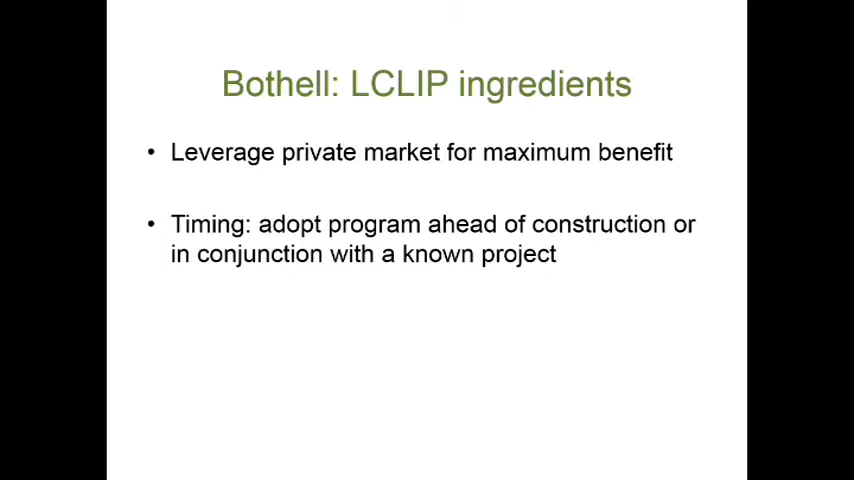 Bothell: LCLIP ingredients
• Leverage private market for maximum benefit
• Timing: adopt program ahead of construction or
in conjunction with a known project